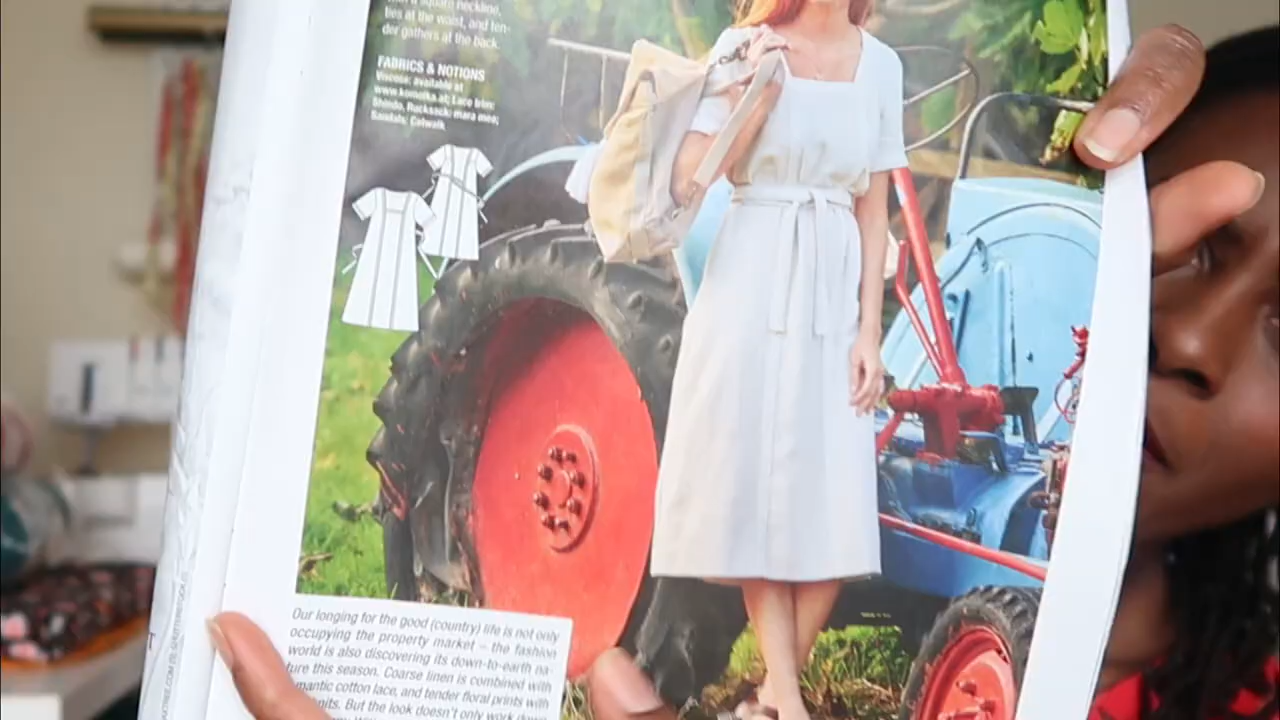 a square neckline,
ties at the waist, and ten-
der gathers at the back.
FABRICS & NOTIONS
Viscose: available at
www.komolka.at; Lace trim:
Shindo, Rucksack: mara mea;
Sandals: Catwalk
Our longing for the good (country) life is not only
occupying the property market – the fashion
world is also discovering its down-to-earth na-
ture this season. Coarse linen is combined with
mantic cotton lace, and tender floral prints with
nits. But the look doesn't only work